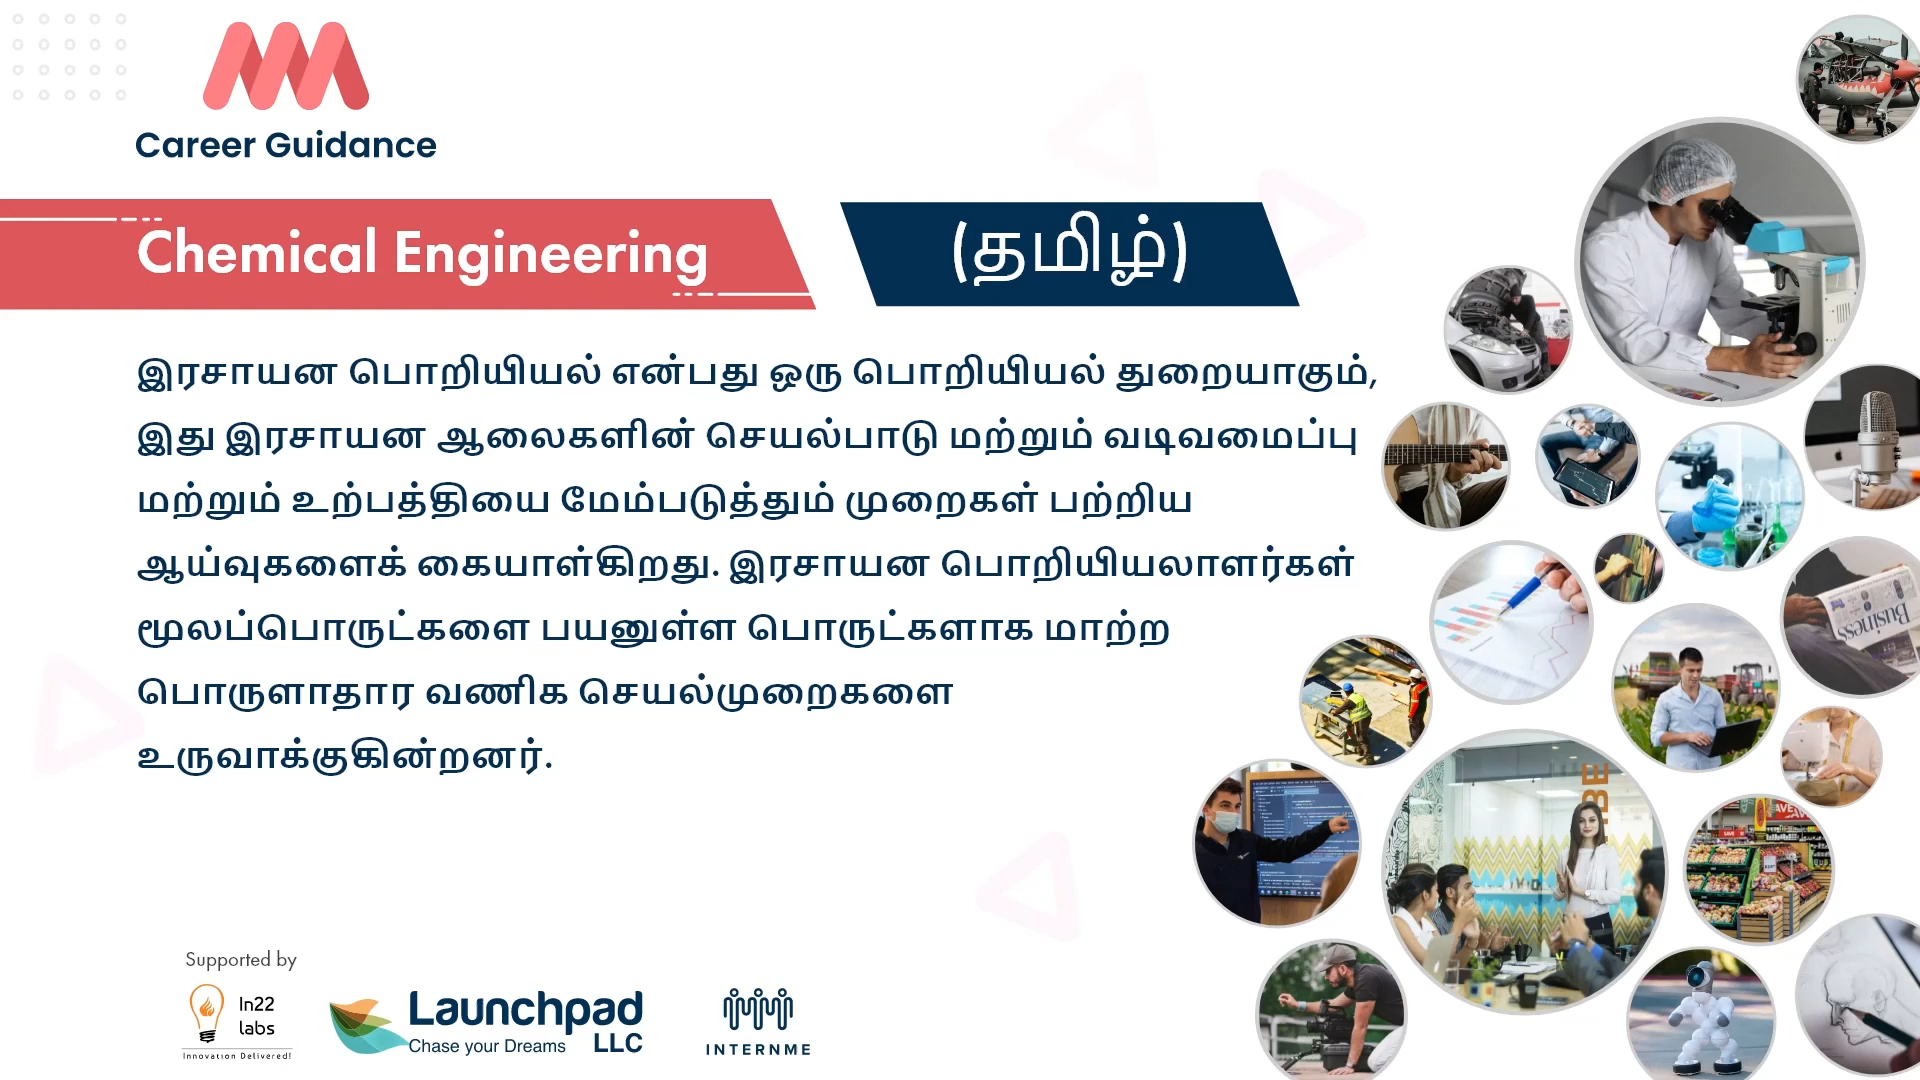 Career Guidance
Chemical Engineering
(தமிழ்)
இரசாயன பொறியியல் என்பது ஒரு பொறியியல் துறையாகும்,
இது இரசாயன ஆலைகளின் செயல்பாடு மற்றும் வடிவமைப்பு
மற்றும் உற்பத்தியை மேம்படுத்தும் முறைகள் பற்றிய
ஆய்வுகளைக் கையாள்கிறது. இரசாயன பொறியியலாளர்கள்
மூலப்பொருட்களை பயனுள்ள பொருட்களாக மாற்ற
பொருளாதார வணிக செயல்முறைகளை
உருவாக்குகின்றனர்.
Business
Supported by
In22
labs
Innovation Delivered!
Launchpad
Chase your Dreams LLC
INTERNME